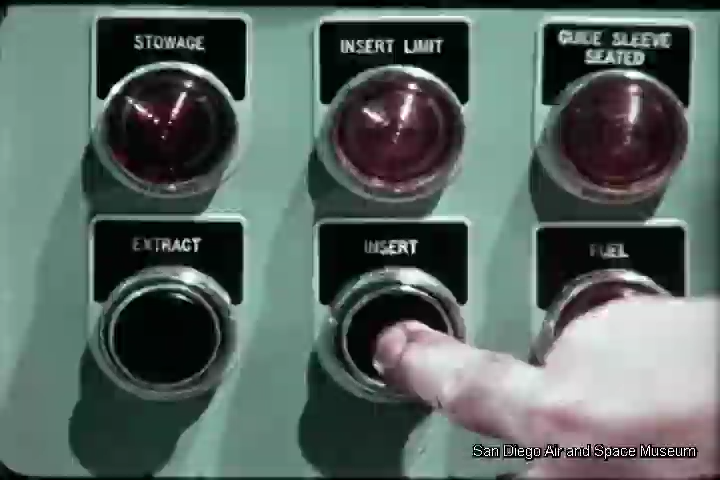 STOWAGE
INSERT LIMIT
GUIDE SLEEVE
SEATED
EXTRACT
INSERT
FUEL
San Diego Air and Space Museum